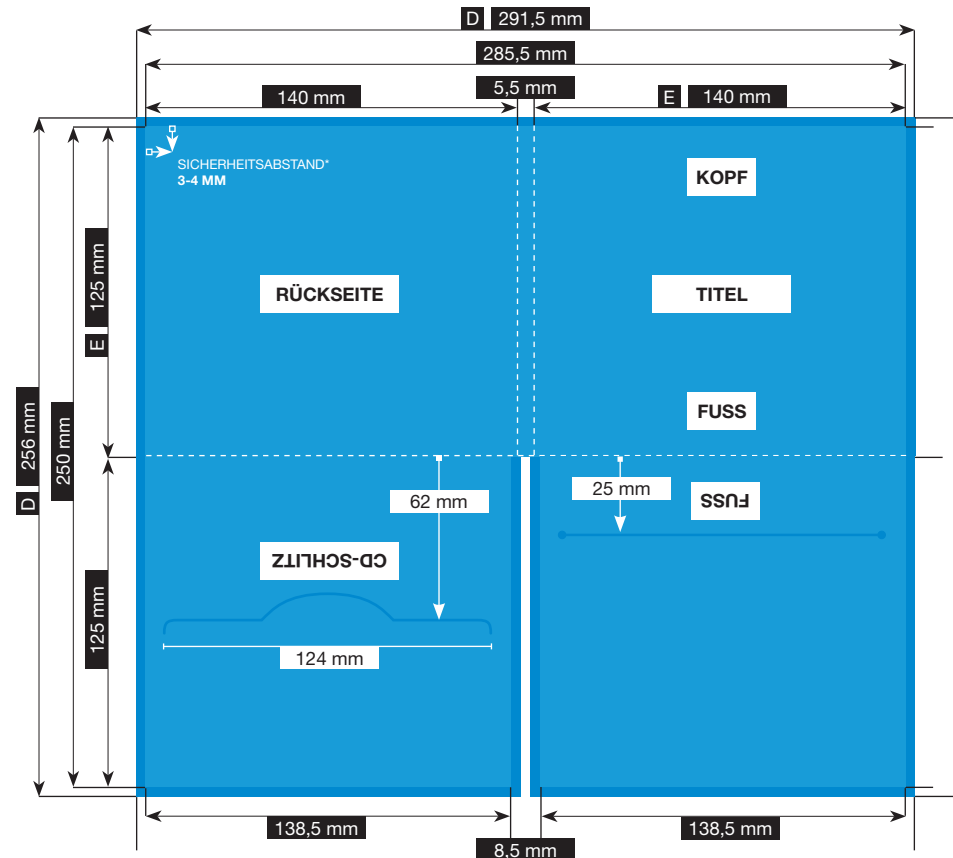 D 291,5 mm
285,5 mm
5,5 mm
140 mm
E 140 mm
SICHERHEITSABSTAND*
3-4 MM
KOPF
125 mm
E
RÜCKSEITE
TITEL
FUSS
D 256 mm
250 mm
62 mm
25 mm
FUSS
CD-SCHLITZ
125 mm
124 mm
138,5 mm
138,5 mm
8,5 mm